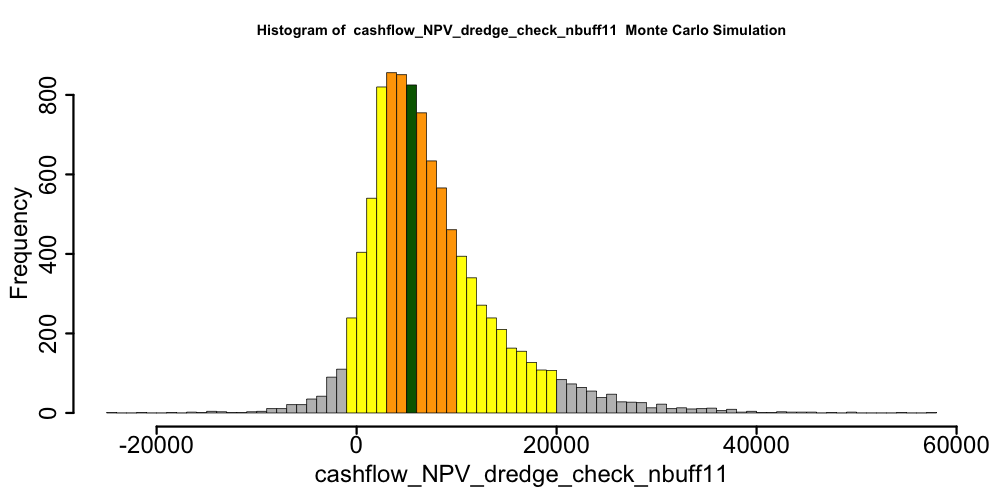 Histogram of  cashflow_NPV_dredge_check_nbuff11  Monte Carlo Simulation
Frequency
800
600
400
200
0
-20000 0 20000 40000 60000
cashflow_NPV_dredge_check_nbuff11